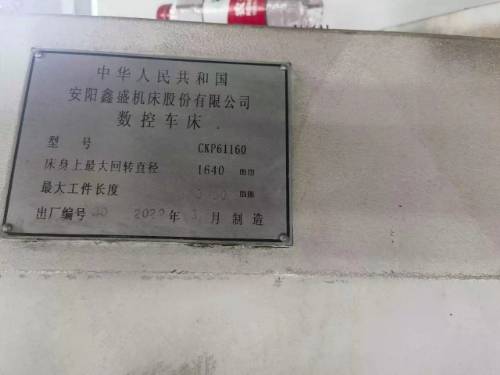 中华人民共和国
安阳鑫盛机床股份有限公司
数控车床
型号 CKP61160
床身上最大回转直径 1640 mm
最大工件长度 mm
出厂编号 年 月制造